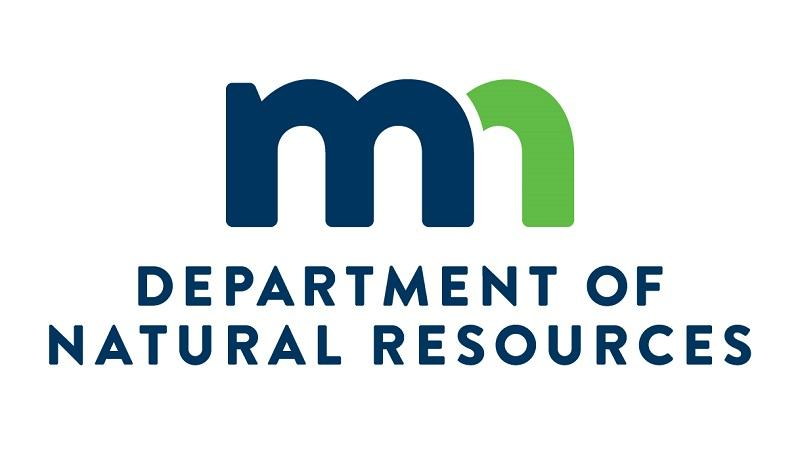 mn
DEPARTMENT OF
NATURAL RESOURCES